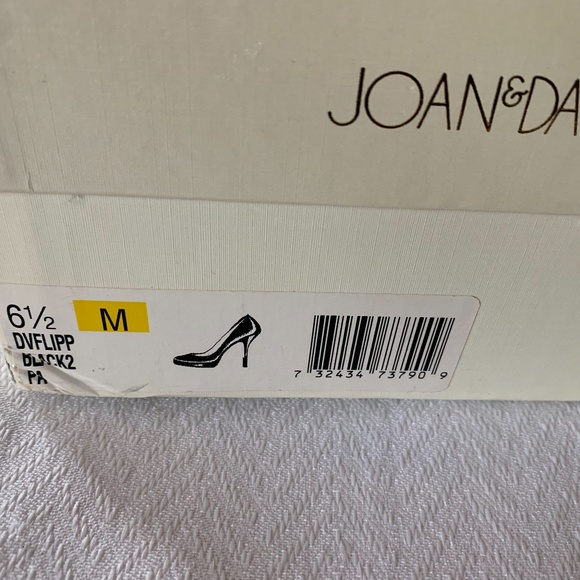 JOAN&DA
6½ M
DVFLIPP
BLACK2
PA
7 32434 73790 9